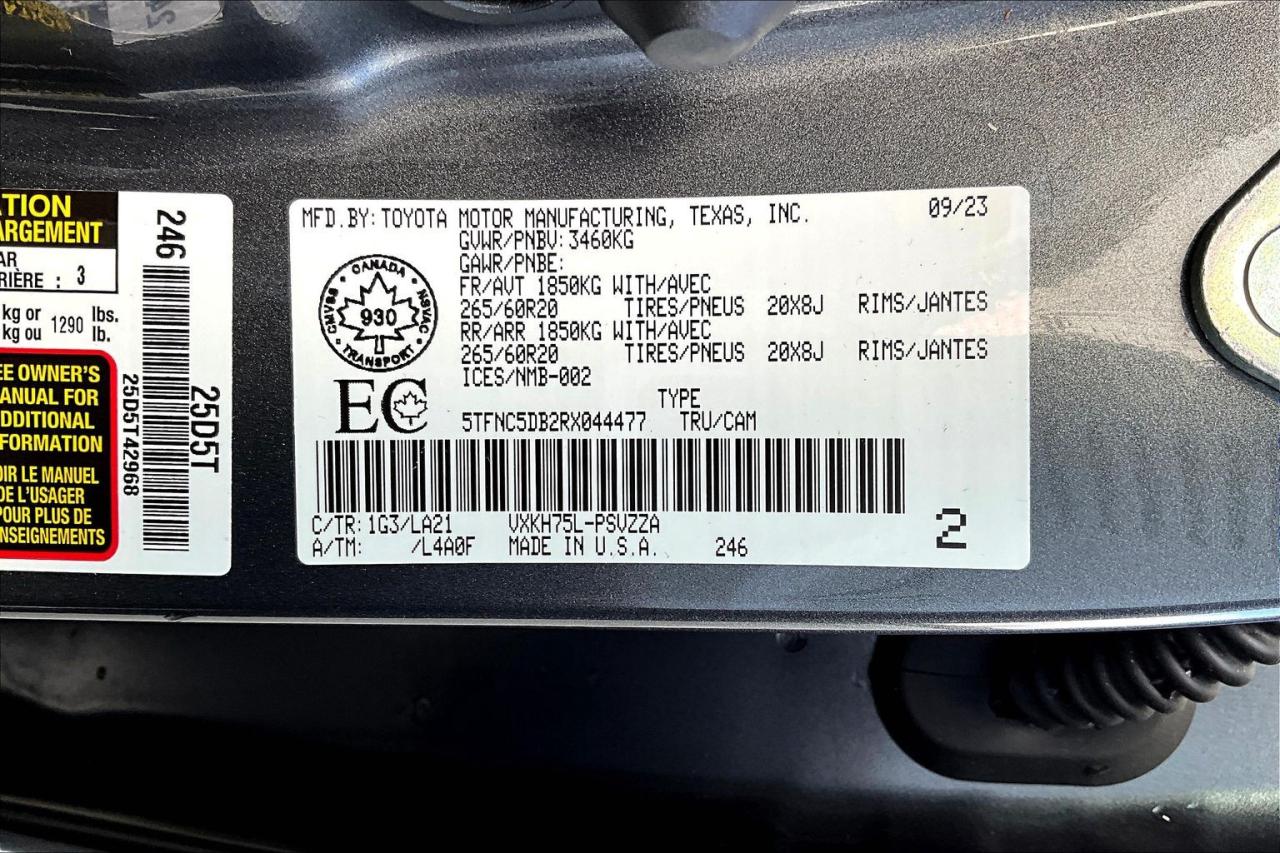 TION
ARGEMENT
AR
RIÈRE : 3
kg or 1290 lbs.
kg ou lb.
EE OWNER'S
ANUAL FOR
DDITIONAL
FORMATION
OIR LE MANUEL
DE L'USAGER
POUR PLUS DE
NSEIGNEMENTS
246
25D5T42968
25D5T
MFD.BY: TOYOTA MOTOR MANUFACTURING, TEXAS, INC. 09/23
GVWR/PNBV: 3460KG
GAWR/PNBE:
FR/AVT 1850KG WITH/AVEC
265/60R20 TIRES/PNEUS 20X8J RIMS/JANTES
RR/ARR 1850KG WITH/AVEC
265/60R20 TIRES/PNEUS 20X8J RIMS/JANTES
ICES/NMB-002
CANADA
CMVSS
NSVAC
930
TRANSPORT
EC
TYPE
5TFNC5DB2RX044477 TRU/CAM
C/TR: 1G3/LA21 VXKH75L-PSVZZA
A/TM: /L4A0F MADE IN U.S.A. 246
2